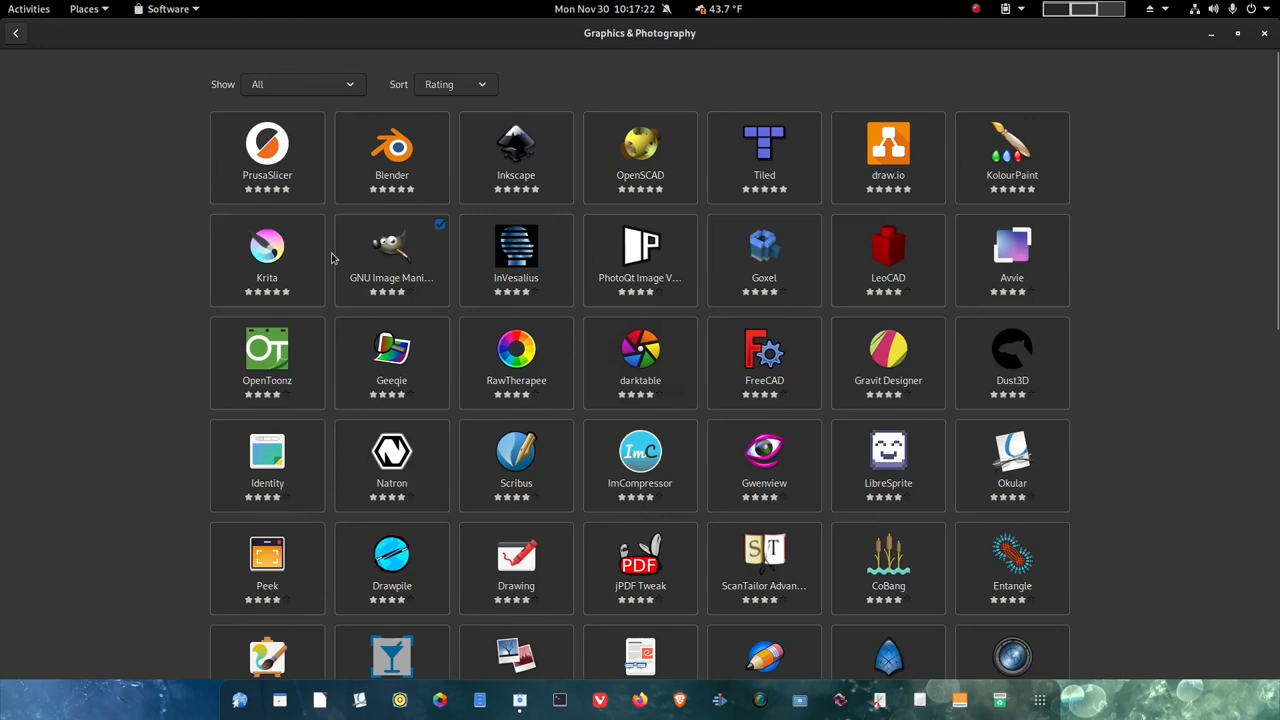 Activities Places Software Mon Nov 30 10:17:22 43.7 °F
Graphics & Photography
Show All Sort Rating
PrusaSlicer Blender Inkscape OpenSCAD Tiled draw.io KolourPaint
Krita GNU Image Mani... InVesalius PhotoQt Image V... Goxel LeoCAD Avvie
OT
OpenToonz Geeqie RawTherapee darktable FreeCAD Gravit Designer Dust3D
ImC
Identity Natron Scribus ImCompressor Gwenview LibreSprite Okular
PDF S T
Peek Drawpile Drawing jPDF Tweak ScanTailor Advan... CoBang Entangle